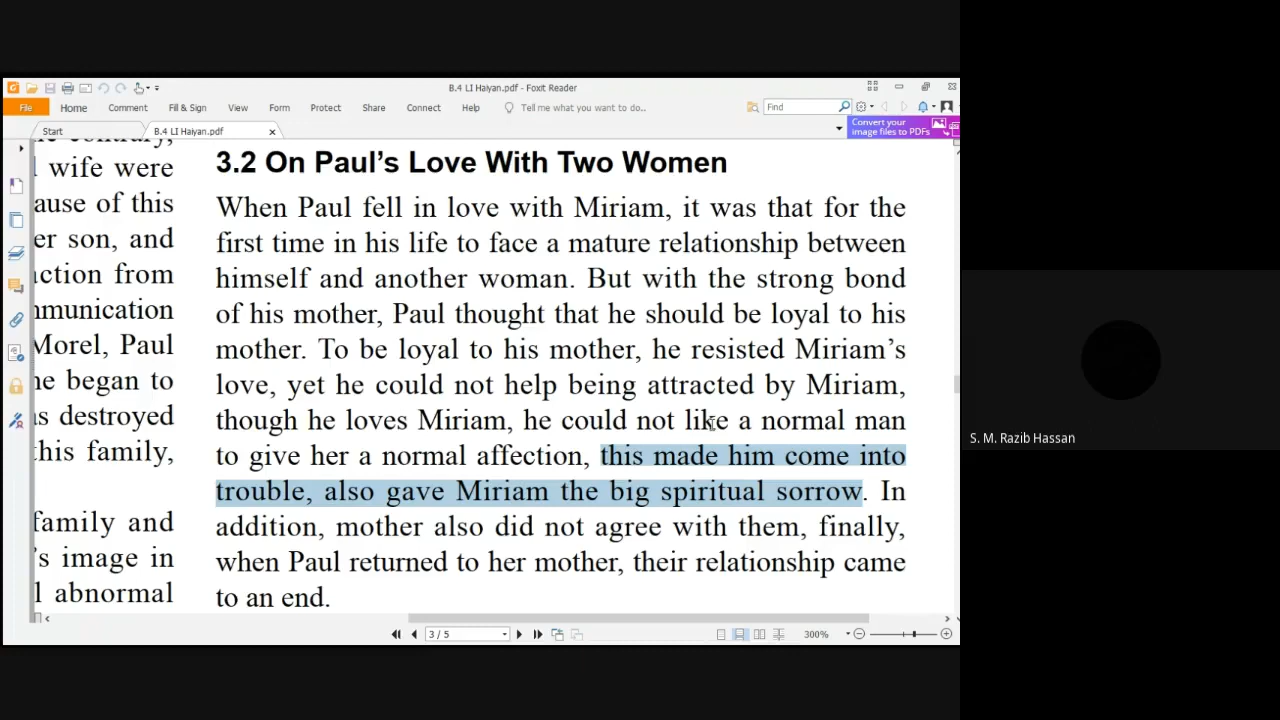 B.4 LI Haiyan.pdf - Foxit Reader
File Home Comment Fill & Sign View Form Protect Share Connect Help Tell me what you want to do.. Find
Start B.4 LI Haiyan.pdf
Convert your
image files to PDFs
wife were
ause of this
er son, and
action from
nmunication
Morel, Paul
he began to
as destroyed
this family,
family and
's image in
l abnormal
3.2 On Paul's Love With Two Women
When Paul fell in love with Miriam, it was that for the
first time in his life to face a mature relationship between
himself and another woman. But with the strong bond
of his mother, Paul thought that he should be loyal to his
mother. To be loyal to his mother, he resisted Miriam's
love, yet he could not help being attracted by Miriam,
though he loves Miriam, he could not like a normal man
to give her a normal affection, this made him come into
trouble, also gave Miriam the big spiritual sorrow. In
addition, mother also did not agree with them, finally,
when Paul returned to her mother, their relationship came
to an end.
3 / 5 300%
S. M. Razib Hassan